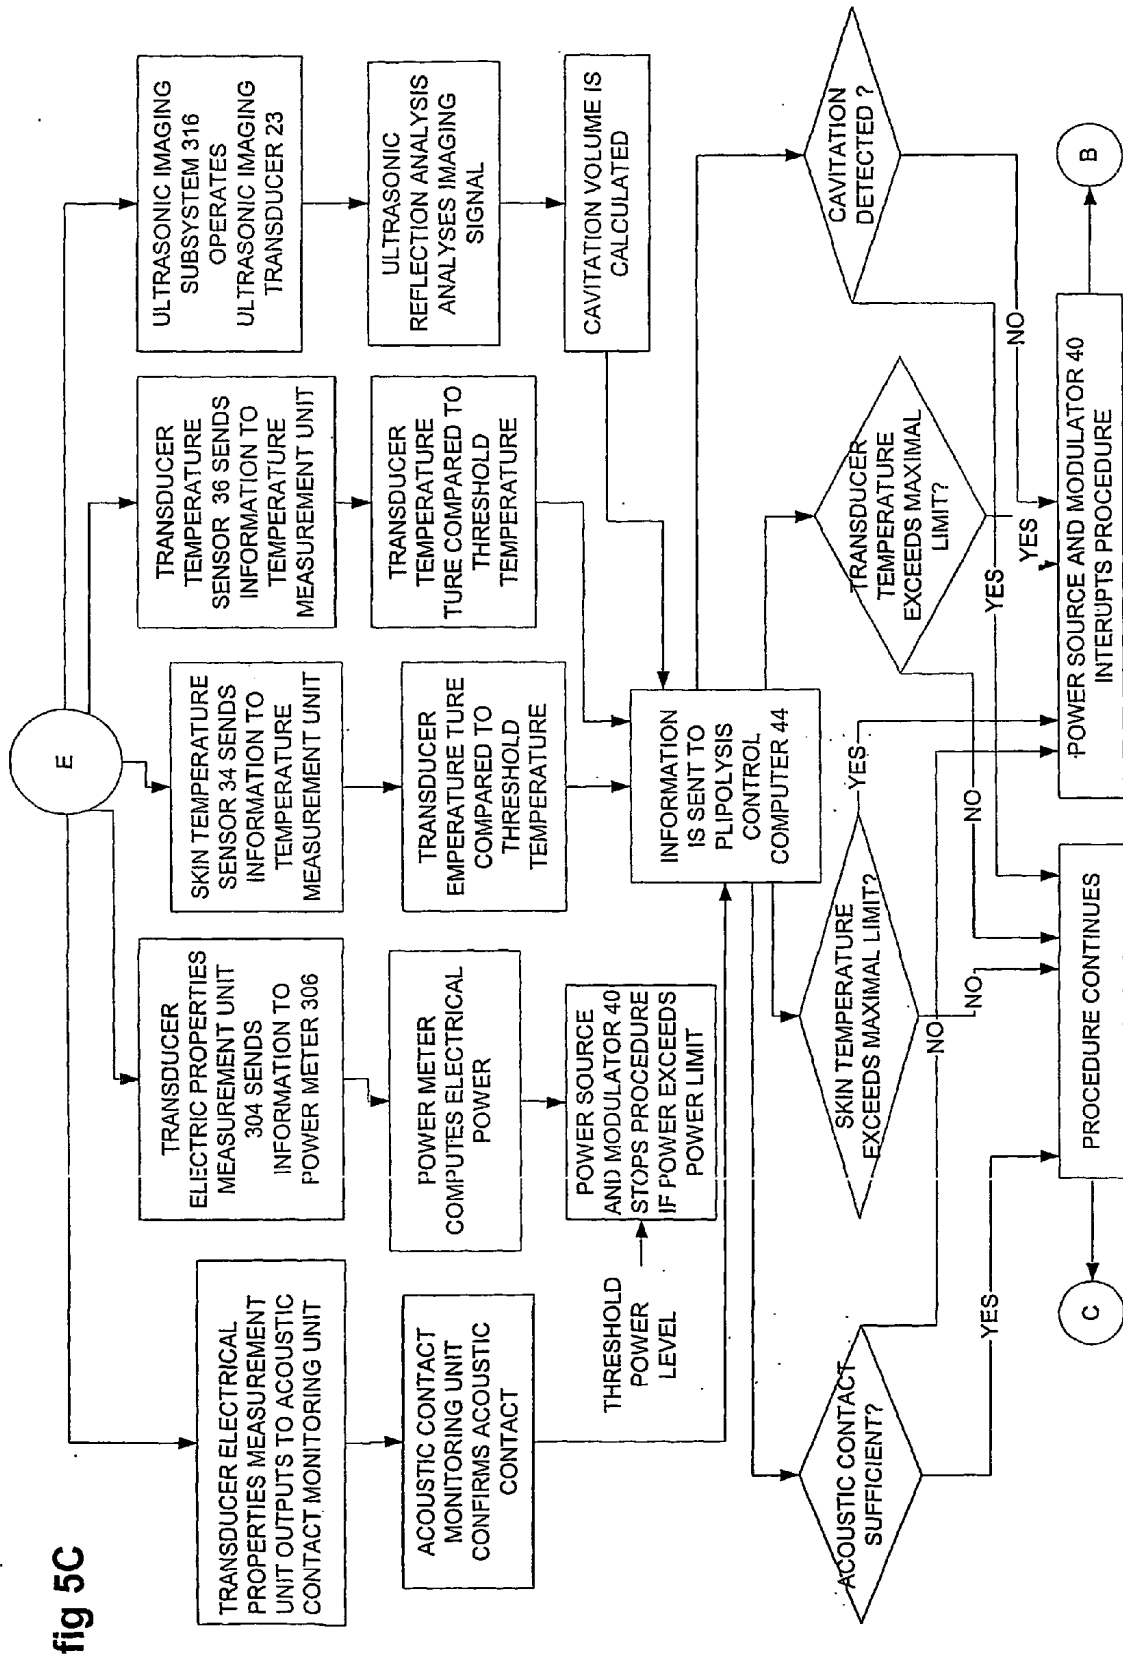 fig 5C
E
TRANSDUCER ELECTRICAL
PROPERTIES MEASUREMENT
UNIT OUTPUTS TO ACOUSTIC
CONTACT MONITORING UNIT
TRANSDUCER
ELECTRIC PROPERTIES
MEASUREMENT UNIT
304 SENDS
INFORMATION TO
POWER METER 306
SKIN TEMPERATURE
SENSOR 34 SENDS
INFORMATION TO
TEMPERATURE
MEASUREMENT UNIT
TRANSDUCER
TEMPERATURE
SENSOR 36 SENDS
INFORMATION TO
TEMPERATURE
MEASUREMENT UNIT
ULTRASONIC IMAGING
SUBSYSTEM 316
OPERATES
ULTRASONIC IMAGING
TRANSDUCER 23
ACOUSTIC CONTACT
MONITORING UNIT
CONFIRMS ACOUSTIC
CONTACT
POWER METER
COMPUTES ELECTRICAL
POWER
TRANSDUCER
EMPERATURE TURE
COMPARED TO
THRESHOLD
TEMPERATURE
TRANSDUCER
TEMPERATURE
TURE COMPARED TO
THRESHOLD
TEMPERATURE
ULTRASONIC
REFLECTION ANALYSIS
ANALYSES IMAGING
SIGNAL
THRESHOLD
POWER
LEVEL
POWER SOURCE
AND MODULATOR 40
STOPS PROCEDURE
IF POWER EXCEEDS
POWER LIMIT
CAVITATION VOLUME IS
CALCULATED
INFORMATION
IS SENT TO
PLIPOLYSIS
CONTROL
COMPUTER 44
ACOUSTIC CONTACT
SUFFICIENT?
SKIN TEMPERATURE
EXCEEDS MAXIMAL LIMIT?
TRANSDUCER
TEMPERATURE
EXCEEDS MAXIMAL
LIMIT?
CAVITATION
DETECTED ?
YES
NO
NO
YES
NO
YES
YES
NO
C
PROCEDURE CONTINUES
POWER SOURCE AND MODULATOR 40
INTERUPTS PROCEDURE
B